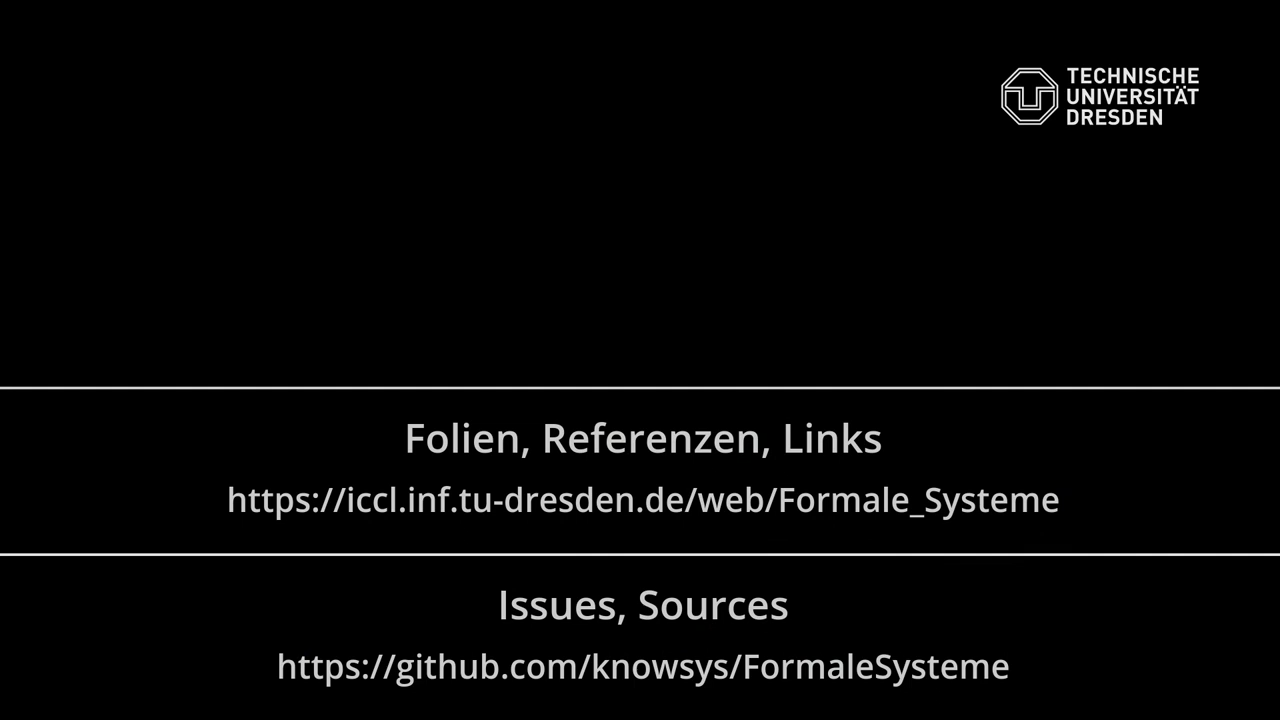 TECHNISCHE
UNIVERSITÄT
DRESDEN
Folien, Referenzen, Links
https://iccl.inf.tu-dresden.de/web/Formale_Systeme
Issues, Sources
https://github.com/knowsys/FormaleSysteme